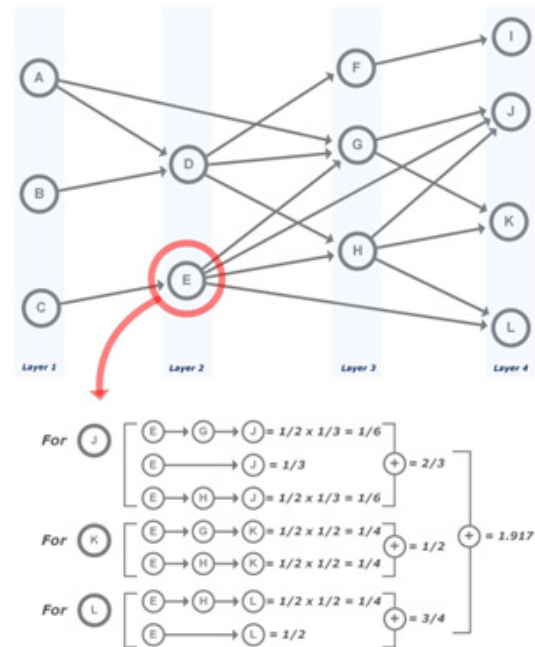 I
F
A
J
G
D
B
K
H
E
C
L
Layer 1 Layer 2 Layer 3 Layer 4
For J
E G J = 1/2 x 1/3 = 1/6
E J = 1/3
E H J = 1/2 x 1/3 = 1/6
+ = 2/3
For K
E G K = 1/2 x 1/2 = 1/4
E H K = 1/2 x 1/2 = 1/4
+ = 1/2
For L
E H L = 1/2 x 1/2 = 1/4
E L = 1/2
+ = 3/4
+ = 1.917